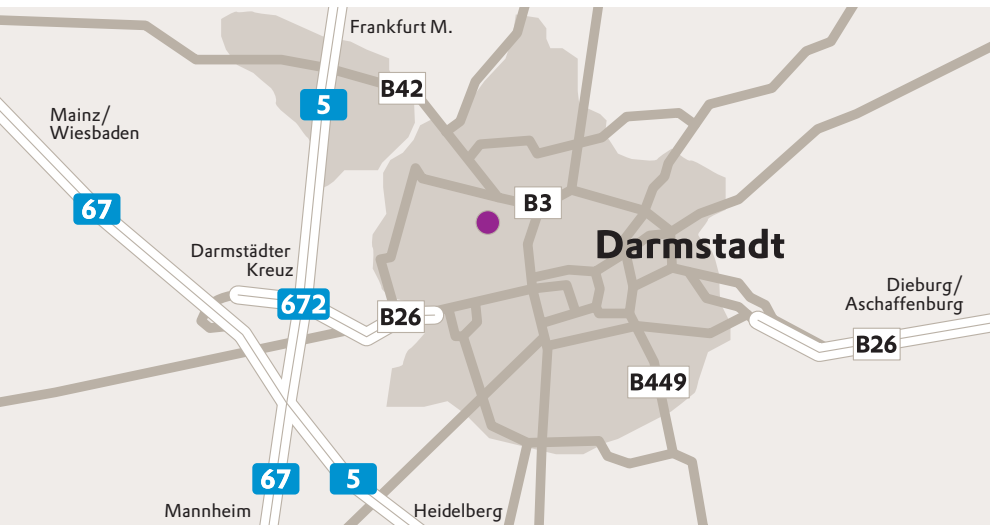 Frankfurt M.
B42
5
Mainz/
Wiesbaden
67
B3
Darmstadt
Darmstädter
Kreuz
672
B26
Dieburg/
Aschaffenburg
B26
B449
67
5
Mannheim
Heidelberg